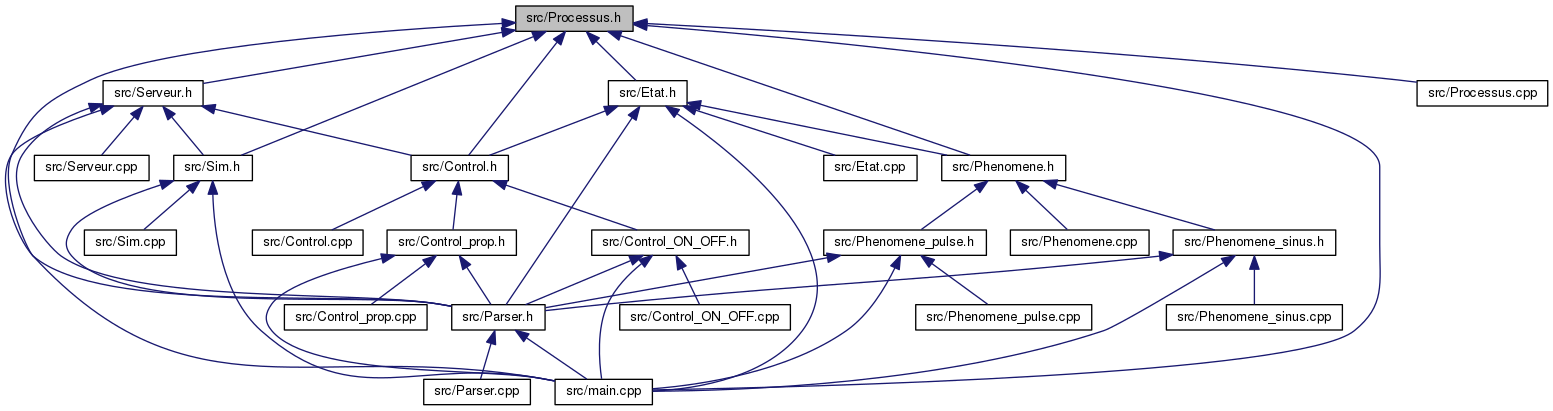 src/Processus.h
src/Serveur.h
src/Etat.h
src/Processus.cpp
src/Serveur.cpp
src/Sim.h
src/Control.h
src/Etat.cpp
src/Phenomene.h
src/Sim.cpp
src/Control.cpp
src/Control_prop.h
src/Control_ON_OFF.h
src/Phenomene_pulse.h
src/Phenomene.cpp
src/Phenomene_sinus.h
src/Control_prop.cpp
src/Parser.h
src/Control_ON_OFF.cpp
src/Phenomene_pulse.cpp
src/Phenomene_sinus.cpp
src/Parser.cpp
src/main.cpp